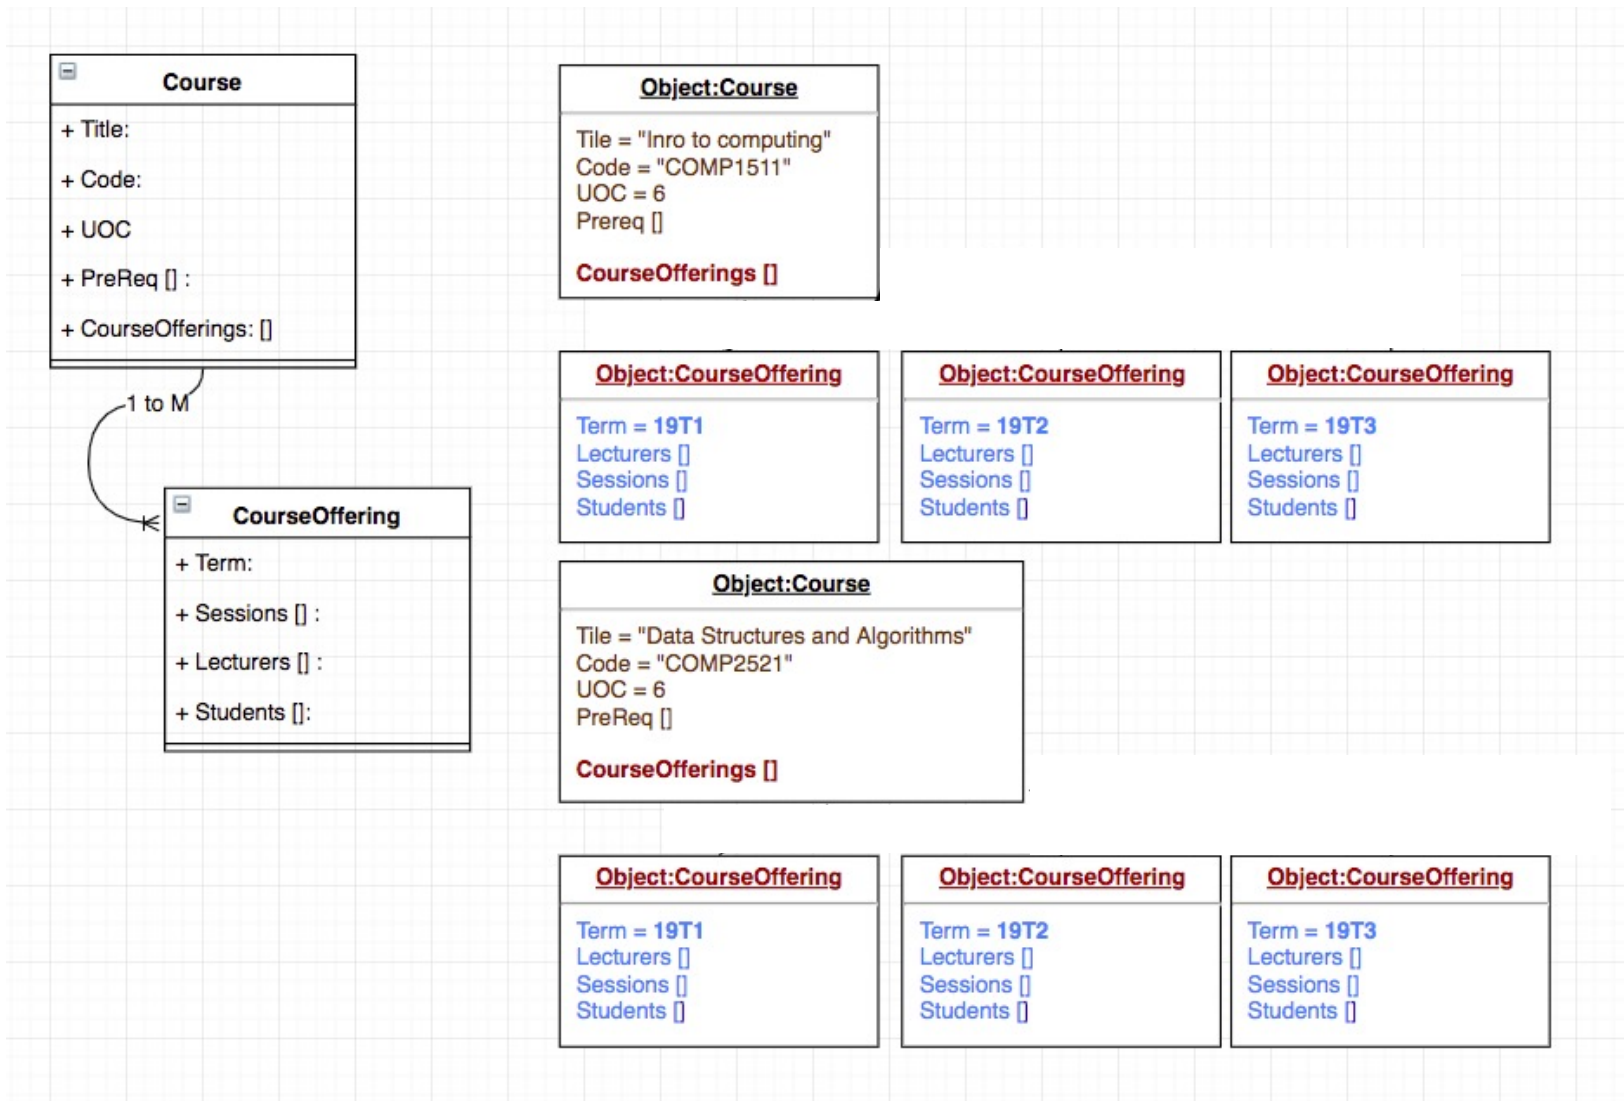 Course
+ Title:
+ Code:
+ UOC
+ PreReq [] :
+ CourseOfferings: []
1 to M
CourseOffering
+ Term:
+ Sessions [] :
+ Lecturers [] :
+ Students []:
Object:Course
Tile = "Inro to computing"
Code = "COMP1511"
UOC = 6
Prereq []
CourseOfferings []
Object:CourseOffering
Term = 19T1
Lecturers []
Sessions []
Students []
Object:CourseOffering
Term = 19T2
Lecturers []
Sessions []
Students []
Object:CourseOffering
Term = 19T3
Lecturers []
Sessions []
Students []
Object:Course
Tile = "Data Structures and Algorithms"
Code = "COMP2521"
UOC = 6
PreReq []
CourseOfferings []
Object:CourseOffering
Term = 19T1
Lecturers []
Sessions []
Students []
Object:CourseOffering
Term = 19T2
Lecturers []
Sessions []
Students []
Object:CourseOffering
Term = 19T3
Lecturers []
Sessions []
Students []